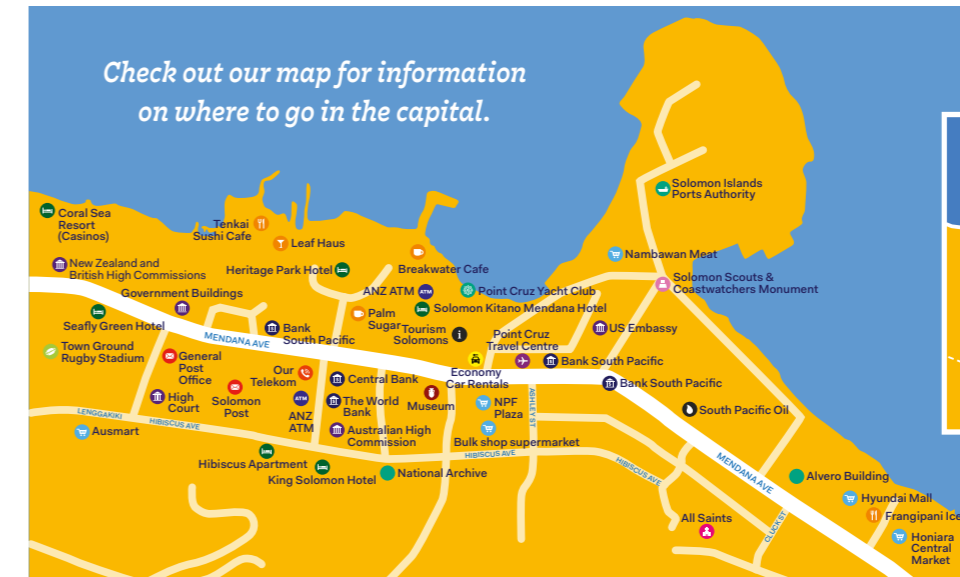 Check out our map for information
on where to go in the capital.
Solomon Islands
Ports Authority
Coral Sea
Resort
(Casinos)
Tenkai
Sushi Cafe
Leaf Haus
Nambawan Meat
New Zealand and
British High Commissions
Heritage Park Hotel
Breakwater Cafe
Solomon Scouts &
Coastwatchers Monument
Government Buildings
ANZ ATM
ATM
Point Cruz Yacht Club
Seafly Green Hotel
Palm
Sugar
Solomon Kitano Mendana Hotel
Bank
South Pacific
Tourism
Solomons
i
Point Cruz
Travel Centre
US Embassy
MENDANA AVE
Town Ground
Rugby Stadium
General
Post
Office
Our
Telekom
Central Bank
Economy
Car Rentals
Bank South Pacific
Bank South Pacific
High
Court
Solomon
Post
ATM
ANZ
ATM
The World
Bank
Museum
NPF
Plaza
ASHLEY ST
South Pacific Oil
LENGGAKIKI
HIBISCUS AVE
Ausmart
Australian High
Commission
Bulk shop supermarket
HIBISCUS AVE
HIBISCUS AVE
MENDANA AVE
Hibiscus Apartment
King Solomon Hotel
National Archive
Alvero Building
Hyundai Mall
All Saints
CLUCK ST
Frangipani Ice
Honiara
Central
Market